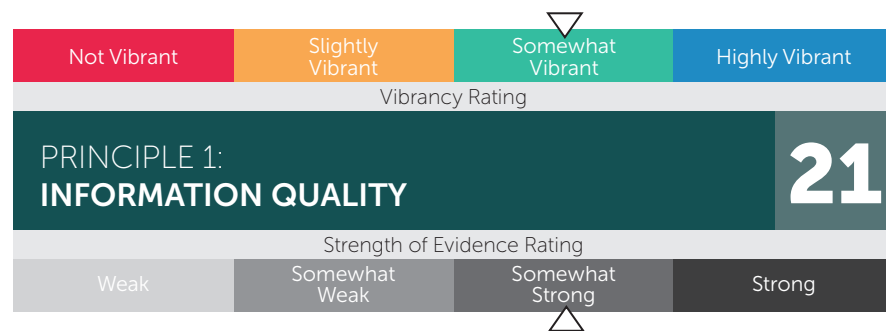 Not Vibrant
Slightly
Vibrant
Somewhat
Vibrant
Highly Vibrant
Vibrancy Rating
PRINCIPLE 1:
INFORMATION QUALITY
21
Strength of Evidence Rating
Weak
Somewhat
Weak
Somewhat
Strong
Strong